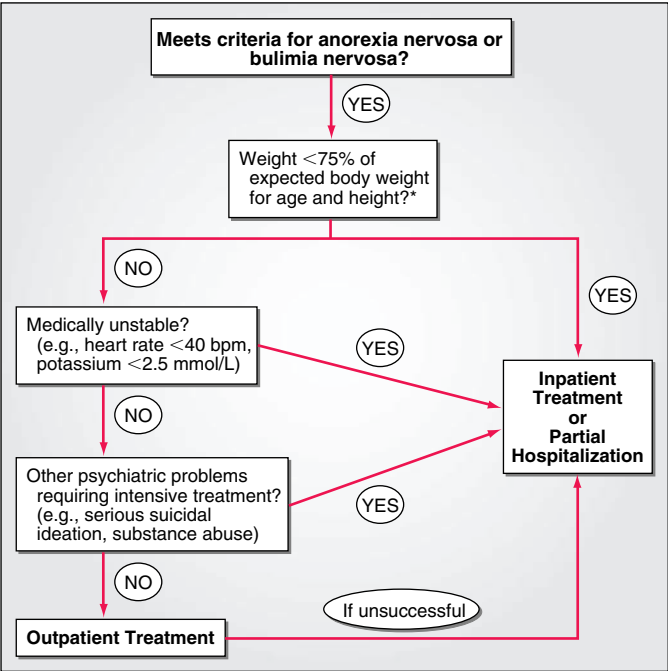 Meets criteria for anorexia nervosa or
bulimia nervosa?
YES
Weight <75% of
expected body weight
for age and height?*
NO
YES
Medically unstable?
(e.g., heart rate <40 bpm,
potassium <2.5 mmol/L)
YES
Inpatient
Treatment
or
Partial
Hospitalization
NO
Other psychiatric problems
requiring intensive treatment?
(e.g., serious suicidal
ideation, substance abuse)
YES
NO
If unsuccessful
Outpatient Treatment